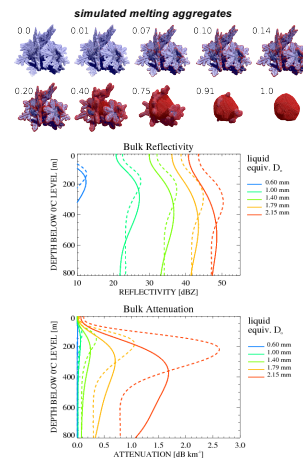 simulated melting aggregates
0.0 0.01 0.07 0.10 0.14
0.20 0.40 0.75 0.91 1.0
Bulk Reflectivity
DEPTH BELOW 0°C LEVEL [m]
0
200
400
600
800
10 20 30 40 50
REFLECTIVITY [dBZ]
liquid
equiv. Dₒ
0.60 mm
1.00 mm
1.40 mm
1.79 mm
2.15 mm
Bulk Attenuation
DEPTH BELOW 0°C LEVEL [m]
0
200
400
600
800
0.0 0.5 1.0 1.5 2.0 2.5 3.0
ATTENUATION [dB km⁻¹]
liquid
equiv. Dₒ
0.60 mm
1.00 mm
1.40 mm
1.79 mm
2.15 mm